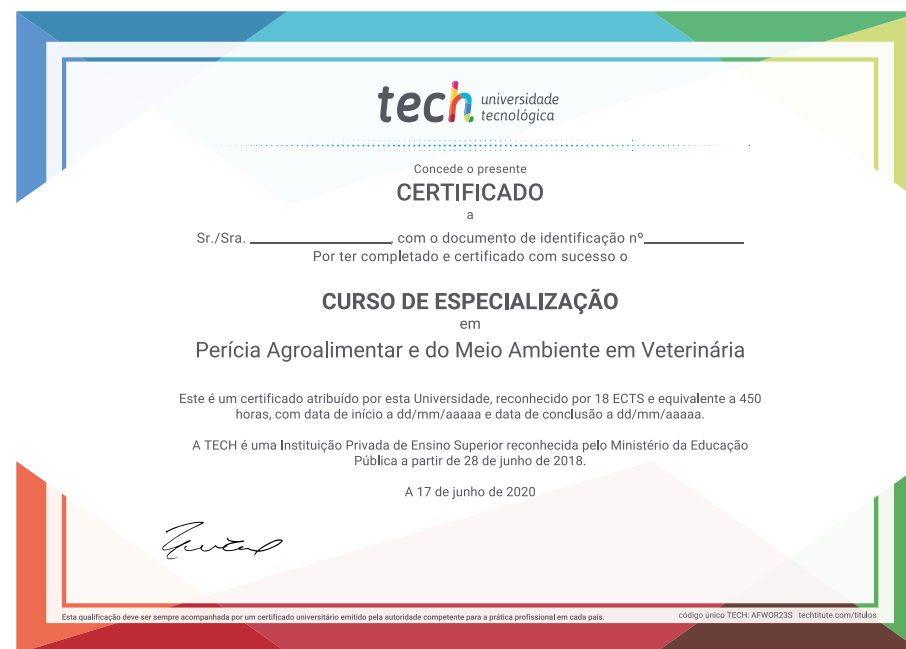 tech universidade
tecnológica
Concede o presente
CERTIFICADO
a
Sr./Sra. ____________________, com o documento de identificação nº______________
Por ter completado e certificado com sucesso o
CURSO DE ESPECIALIZAÇÃO
em
Perícia Agroalimentar e do Meio Ambiente em Veterinária
Este é um certificado atribuído por esta Universidade, reconhecido por 18 ECTS e equivalente a 450
horas, com data de início a dd/mm/aaaaa e data de conclusão a dd/mm/aaaaa.
A TECH é uma Instituição Privada de Ensino Superior reconhecida pelo Ministério da Educação
Pública a partir de 28 de junho de 2018.
A 17 de junho de 2020
Esta qualificação deve ser sempre acompanhada por um certificado universitário emitido pela autoridade competente para a prática profissional em cada país.
código único TECH: AFWOR23S techtitute.com/titulos